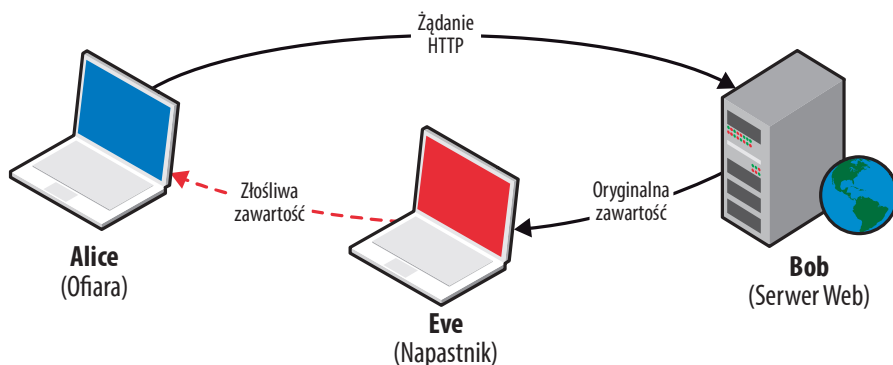 Żądanie
HTTP
Złośliwa
zawartość
Oryginalna
zawartość
Alice
(Ofiara)
Eve
(Napastnik)
Bob
(Serwer Web)